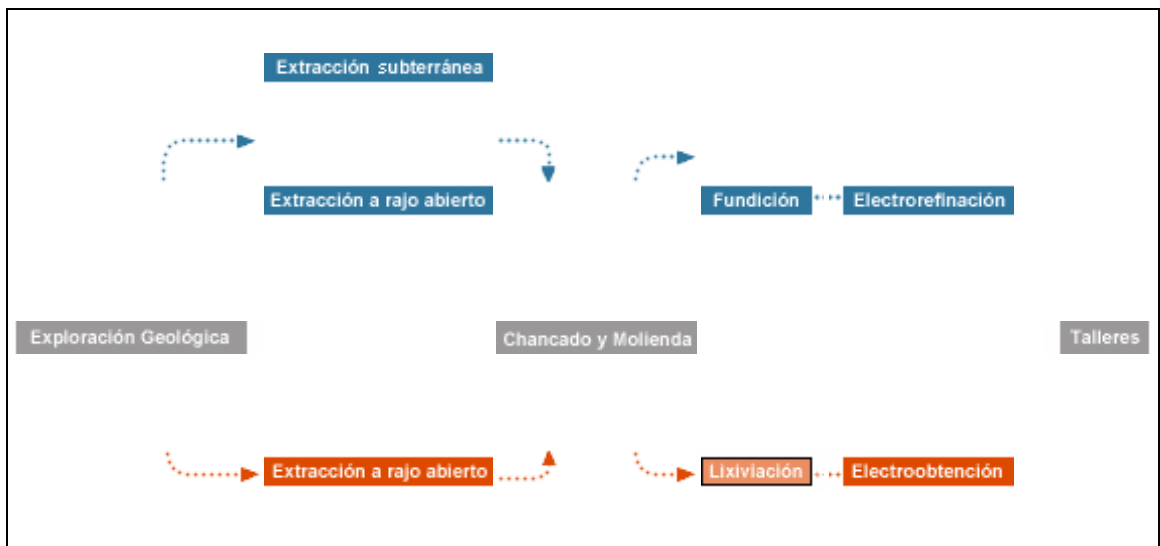 Extracción subterránea
Extracción a rajo abierto
Fundición
Electrorefinación
Exploración Geológica
Chancado y Molienda
Talleres
Extracción a rajo abierto
Lixiviación
Electroobtención